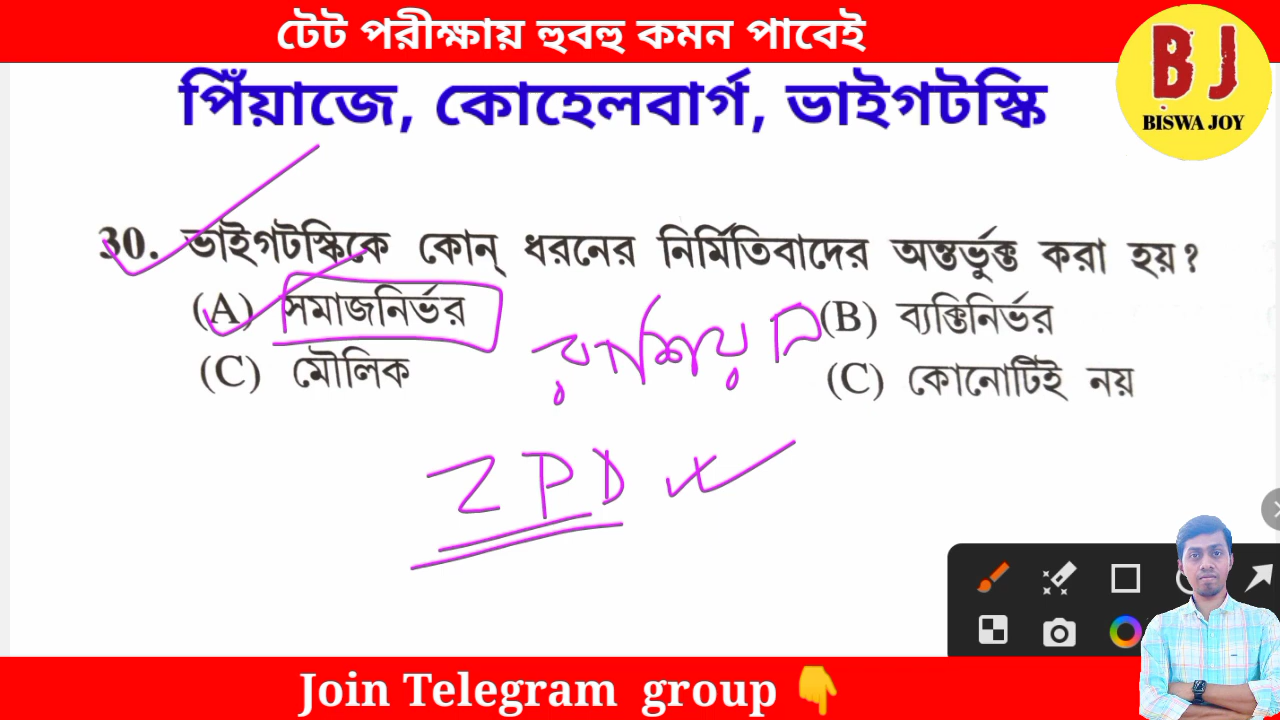 টেট পরীক্ষায় হুবহু কমন পাবেই
BJ
BISWA JOY
পিঁয়াজে, কোহেলবার্গ, ভাইগটস্কি
30. ভাইগটস্কিকে কোন্ ধরনের নির্মিতিবাদের অন্তর্ভুক্ত করা হয়?
(A) সমাজনির্ভর (B) ব্যক্তিনির্ভর
(C) মৌলিক (C) কোনোটিই নয়
ZPD
Join Telegram group 👇